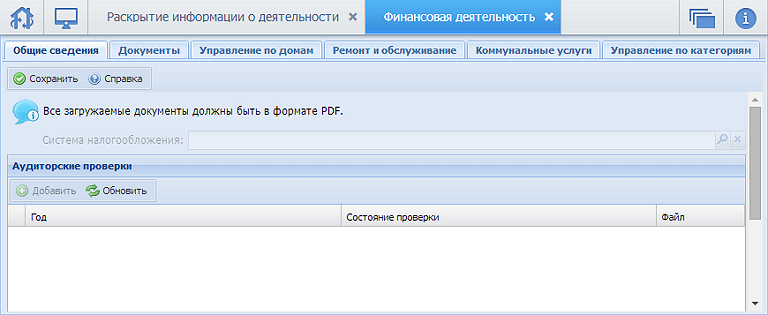 Раскрытие информации о деятельности Финансовая деятельность
Общие сведения Документы Управление по домам Ремонт и обслуживание Коммунальные услуги Управление по категориям
Сохранить Справка
Все загружаемые документы должны быть в формате PDF.
Система налогообложения:
Аудиторские проверки
Добавить Обновить
Год Состояние проверки Файл